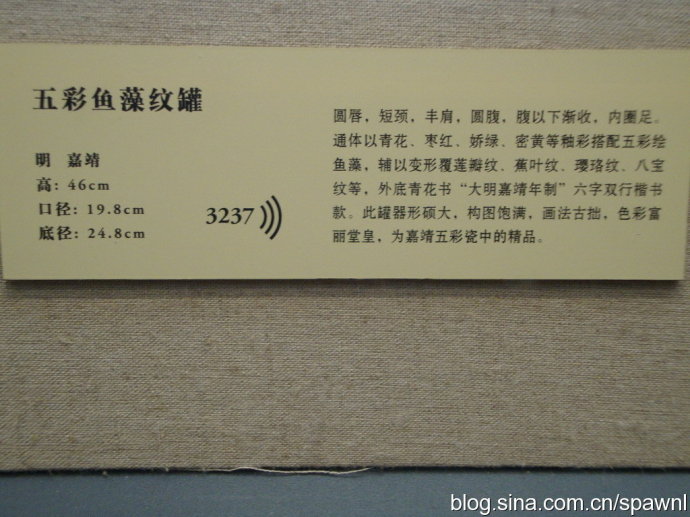 五彩鱼藻纹罐
明 嘉靖
高: 46cm
口径: 19.8cm
底径: 24.8cm
3237
圆唇，短颈，丰肩，圆腹，腹以下渐收，内圈足。
通体以青花、枣红、娇绿、密黄等釉彩搭配五彩绘
鱼藻，辅以变形覆莲瓣纹、蕉叶纹、璎珞纹、八宝
纹等，外底青花书“大明嘉靖年制”六字双行楷书
款。此罐器形硕大，构图饱满，画法古拙，色彩富
丽堂皇，为嘉靖五彩瓷中的精品。
blog.sina.com.cn/spawnl